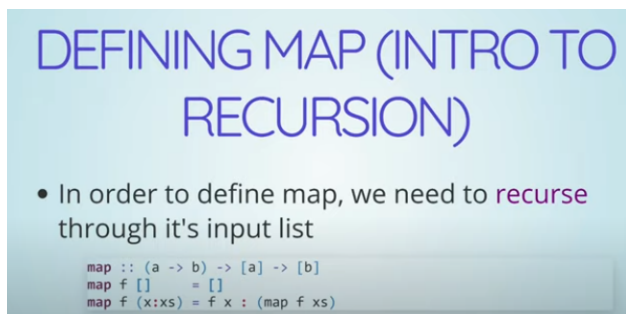 DEFINING MAP (INTRO TO
RECURSION)
• In order to define map, we need to recurse
through it's input list
map :: (a -> b) -> [a] -> [b]
map f []     = []
map f (x:xs) = f x : (map f xs)